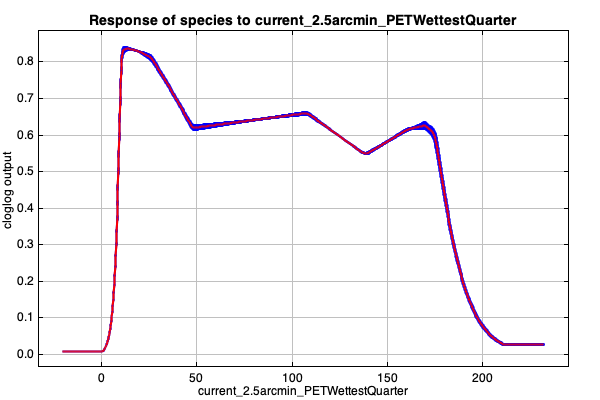 Response of species to current_2.5arcmin_PETWettestQuarter
cloglog output
0.8
0.7
0.6
0.5
0.4
0.3
0.2
0.1
0.0
0 50 100 150 200
current_2.5arcmin_PETWettestQuarter